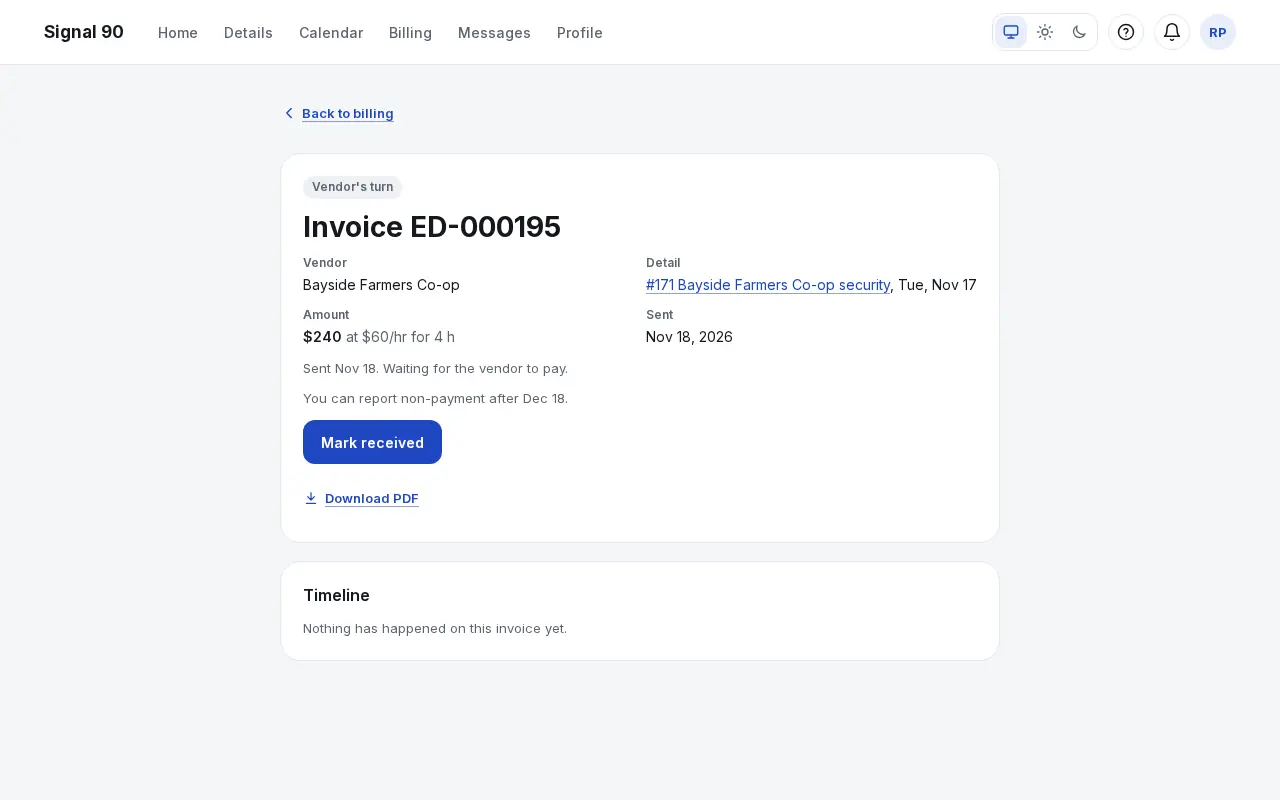 Signal 90
Home
Details
Calendar
Billing
Messages
Profile
RP
Back to billing
Vendor's turn
Invoice ED-000195
Vendor
Bayside Farmers Co-op
Detail
#171 Bayside Farmers Co-op security, Tue, Nov 17
Amount
$240 at $60/hr for 4 h
Sent
Nov 18, 2026
Sent Nov 18. Waiting for the vendor to pay.
You can report non-payment after Dec 18.
Mark received
Download PDF
Timeline
Nothing has happened on this invoice yet.